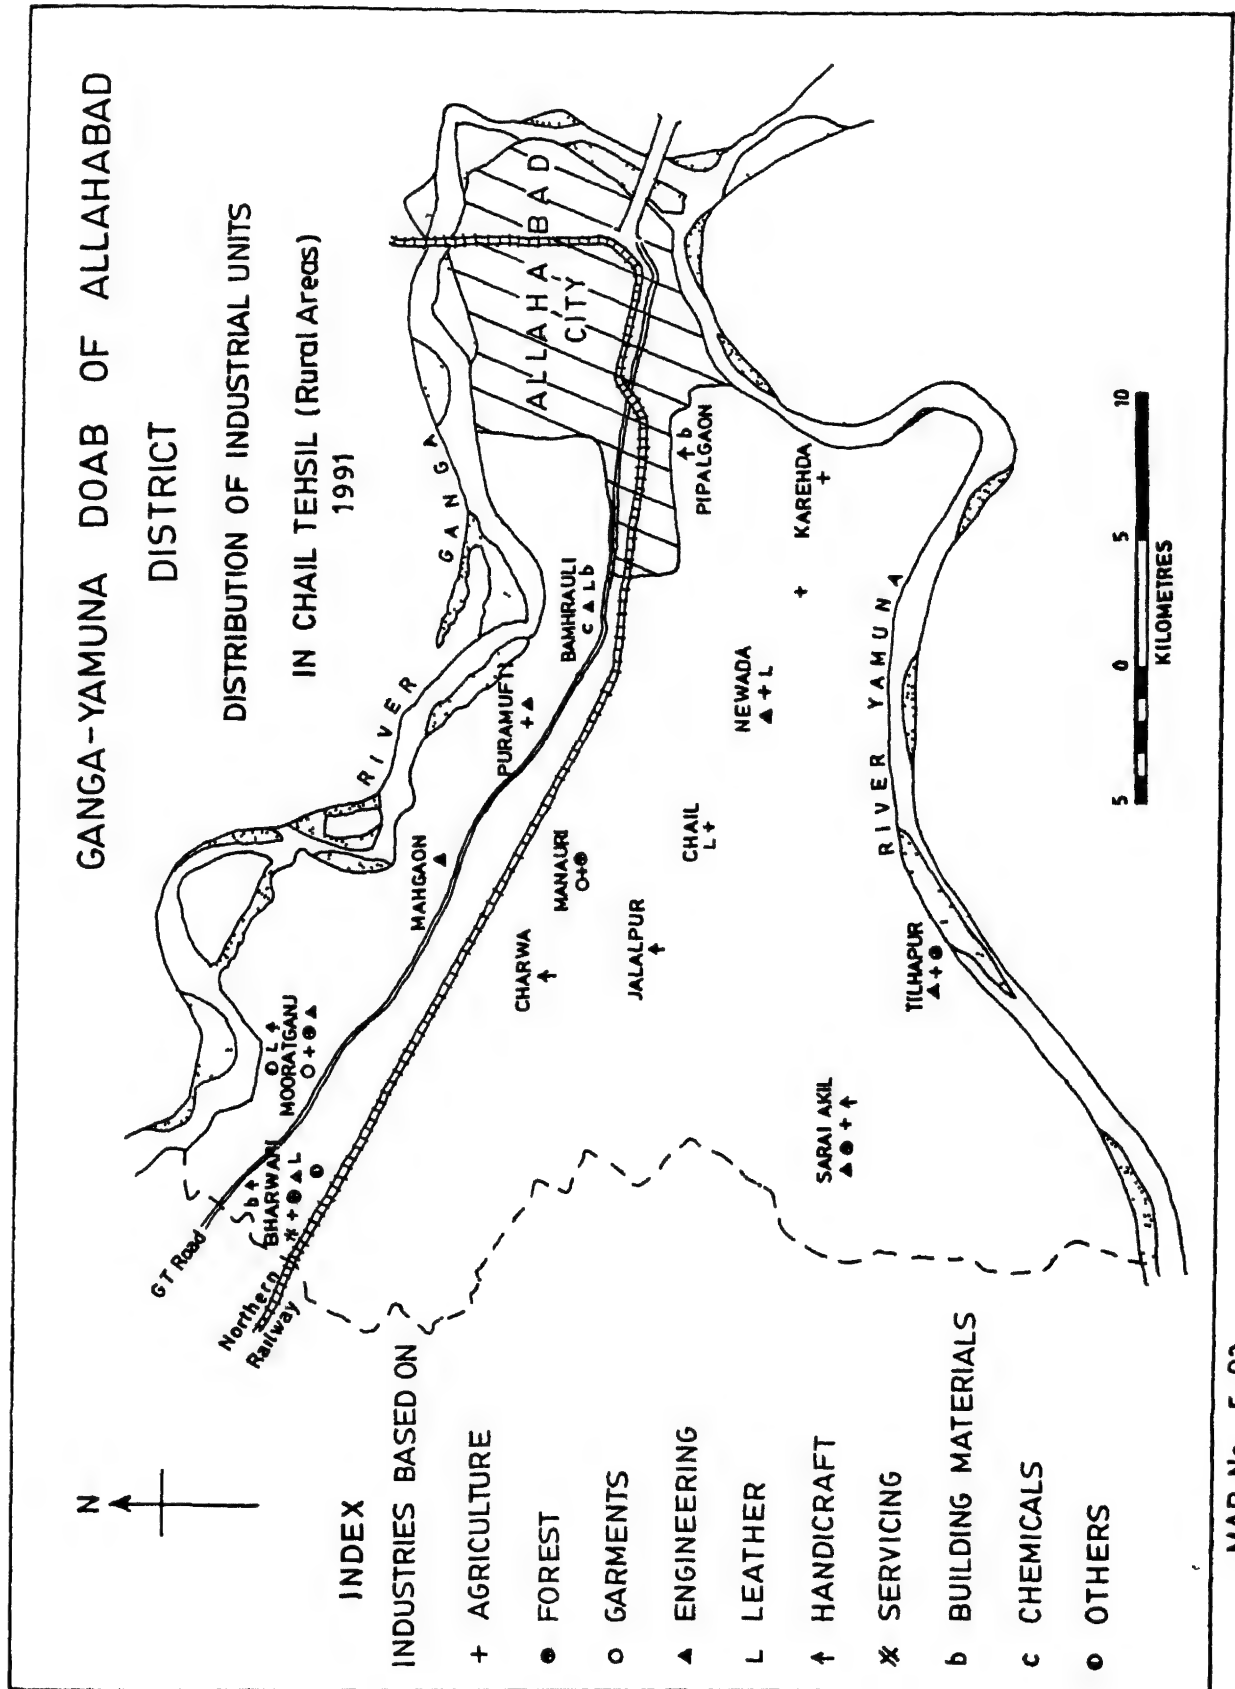 GANGA-YAMUNA DOAB OF ALLAHABAD
DISTRICT
DISTRIBUTION OF INDUSTRIAL UNITS
IN CHAIL TEHSIL (Rural Areas)
1991
N
GT Road
Northern
Railway
b
BHARWARI
+ L
L
MOORATGANJ
+
MAHGAON
RIVER GANGA
PURAMUFTI
+
BAMHRAULI
c L b
ALLAHABAD
CITY
CHARWA
MANAURI
+
JALALPUR
CHAIL
L +
NEWADA
+ L
b
PIPALGAON
KAREHDA
+
+
SARAI AKIL
+
TILHAPUR
+
RIVER YAMUNA
5 0 5 10
KILOMETRES
INDEX
INDUSTRIES BASED ON
+ AGRICULTURE
FOREST
GARMENTS
▲ ENGINEERING
L LEATHER
↑ HANDICRAFT
SERVICING
b BUILDING MATERIALS
c CHEMICALS
OTHERS
MAP No.